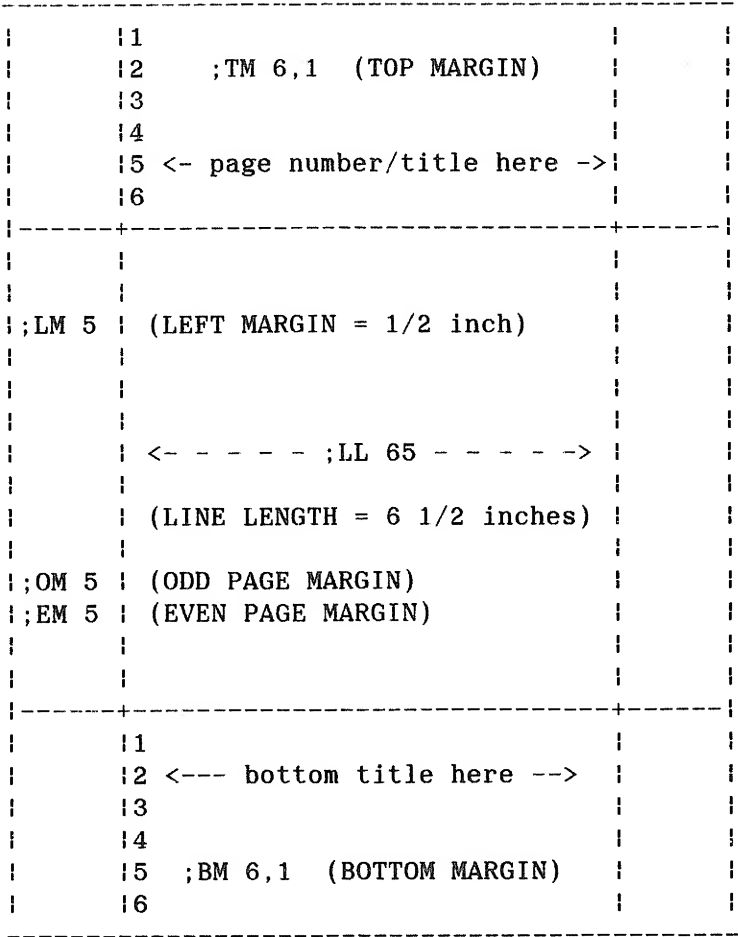 1
2 ;TM 6,1 (TOP MARGIN)
3
4
5 <- page number/title here ->
6
;LM 5 (LEFT MARGIN = 1/2 inch)
<- - - - - ;LL 65 - - - - ->
(LINE LENGTH = 6 1/2 inches)
;OM 5 (ODD PAGE MARGIN)
;EM 5 (EVEN PAGE MARGIN)
1
2 <--- bottom title here -->
3
4
5 ;BM 6,1 (BOTTOM MARGIN)
6